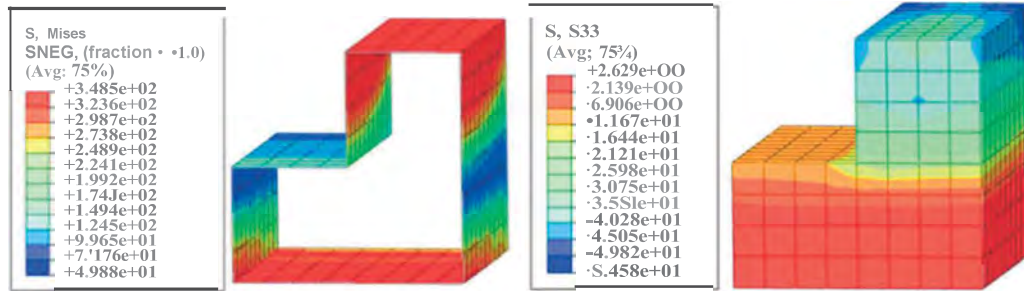 S, Mises
SNEG, (fraction • •1.0)
(Avg: 75%)
+3.485e+02
+3.236e+02
+2.987e+o2
+2.738e+02
+2.489e+02
+2.241e+02
+1.992e+02
+1.74Je+02
+1.494e+02
+1.245e+02
+9.965e+01
+7.'176e+01
+4.988e+01
S, S33
(Avg; 75¾)
+2.629e+OO
·2.139e+OO
·6.906e+OO
•1.167e+01
·1.644e+01
·2.121e+01
·2.598e+01
·3.075e+01
·3.5Sle+01
-4.028e+01
·4.505e+01
-4.982e+01
·S.458e+01